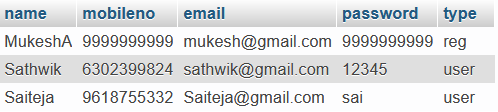 name mobileno email password type
MukeshA 9999999999 mukesh@gmail.com 9999999999 reg
Sathwik 6302399824 sathwik@gmail.com 12345 user
Saiteja 9618755332 Saiteja@gmail.com sai user